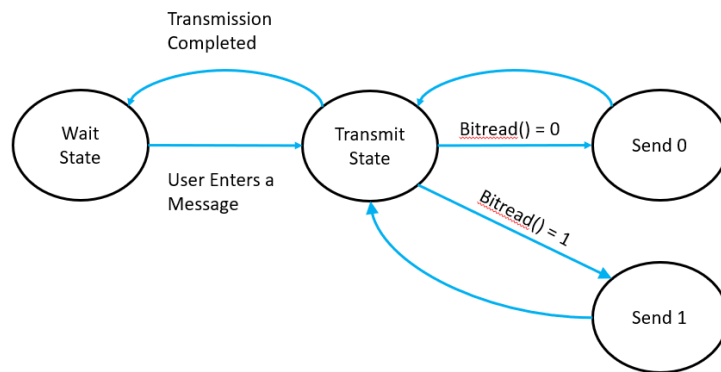 Transmission
Completed
Wait
State
User Enters a
Message
Transmit
State
Bitread() = 0
Send 0
Bitread() = 1
Send 1